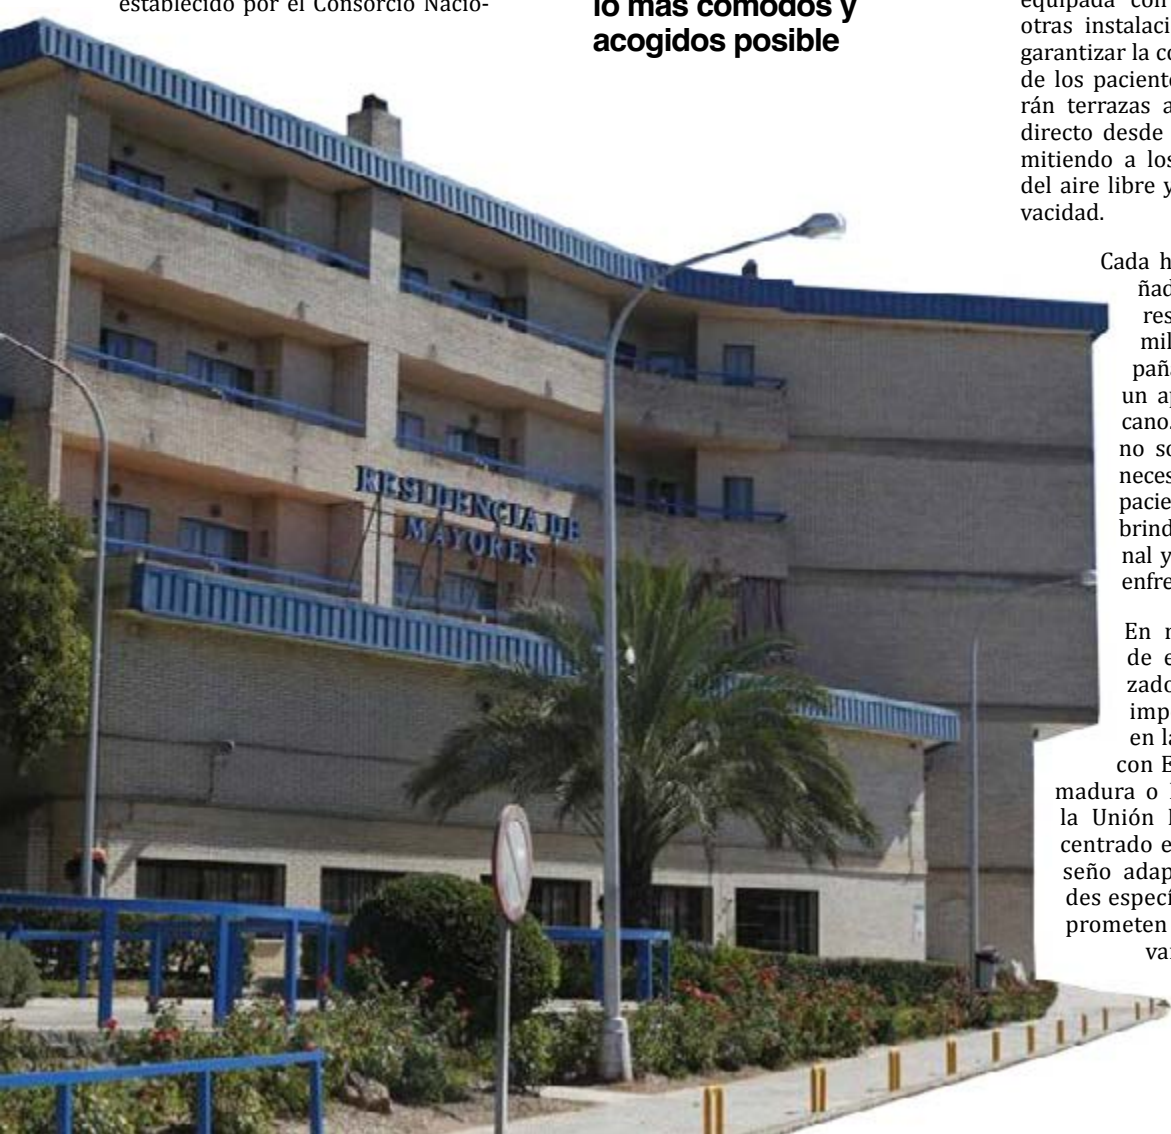 establecido por el Consorcio Nacio-
lo más cómodos y
acogidos posible
equipada con
otras instalaci
garantizar la co
de los paciente
rán terrazas a
directo desde
mitiendo a los
del aire libre y
vacidad.
Cada h
ñad
res
mil
paña
un ap
cano.
no so
neces
pacie
brind
nal y
enfre
En r
de e
zado
imp
en la
con E
madura o
la Unión
centrado e
seño adap
des especí
prometen
va
RESIDENCIA DE
MAYORES